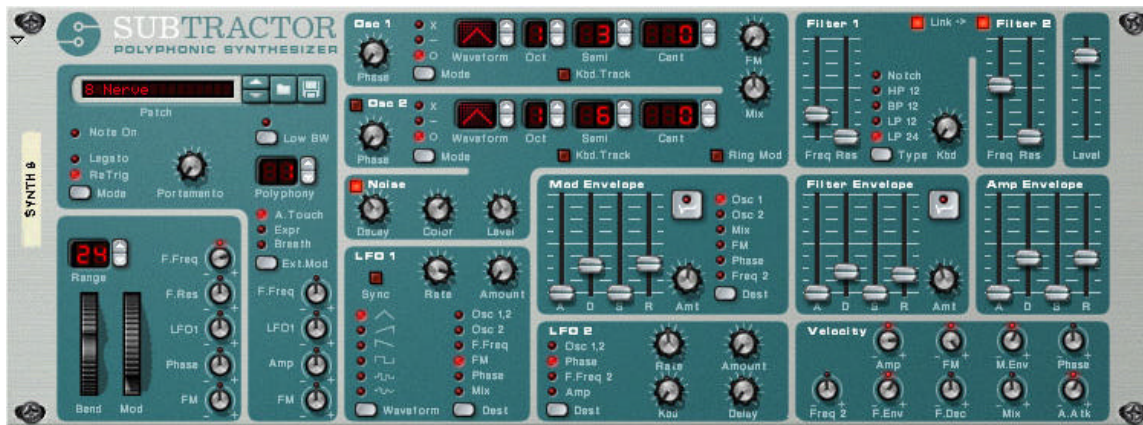 SUBTRACTOR
POLYPHONIC SYNTHESIZER
8 Nerve
Patch
Note On
Low BW
Legato
ReTrig
Mode
Portamento
1
Polyphony
SYNTH 8
A.Touch
Expr
Breath
Ext.Mod
24
Range
F.Freq
F.Res
LFO1
Phase
FM
Bend Mod
F.Freq
LFO1
Amp
FM
Osc 1
X
-
O
Phase
Mode
Waveform
1
Oct
3
Semi
0
Cent
Kbd.Track
FM
Osc 2
X
-
O
Phase
Mode
Waveform
1
Oct
6
Semi
0
Cent
Kbd.Track
Ring Mod
Mix
Noise
Decay Color Level
LFO 1
Sync
Rate
Amount
Osc 1,2
Osc 2
F.Freq
FM
Phase
Mix
Waveform
Dest
Mod Envelope
A D S R
Amt
Osc 1
Osc 2
Mix
FM
Phase
Freq 2
Dest
LFO 2
Osc 1,2
Phase
F.Freq 2
Amp
Dest
Rate Amount
Kbd Delay
Filter 1
Link ->
Filter 2
Notch
HP 12
BP 12
LP 12
LP 24
Freq Res
Type
Kbd
Freq Res
Level
Filter Envelope
A D S R
Amt
Amp Envelope
A D S R
Velocity
Amp FM M.Env Phase
Freq 2 F.Env F.Dec Mix A.Atk